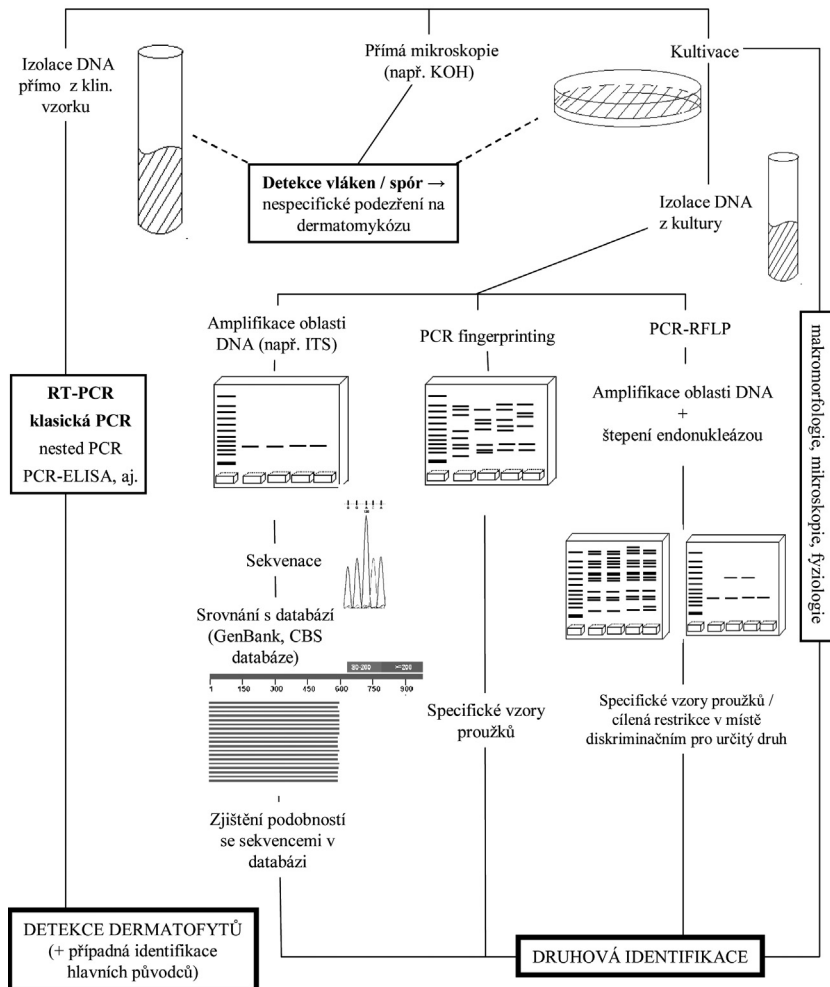 Izolace DNA
přímo z klin.
vzorku
Přímá mikroskopie
(např. KOH)
Kultivace
Detekce vláken / spór →
nespecifické podezření na
dermatomykózu
Izolace DNA
z kultury
Amplifikace oblasti
DNA (např. ITS)
PCR fingerprinting
PCR-RFLP
Amplifikace oblasti DNA
+
štepení endonukleázou
RT-PCR
klasická PCR
nested PCR
PCR-ELISA, aj.
makromorfologie, mikroskopie, fyziologie
Sekvenace
Srovnání s databází
(GenBank, CBS
databáze)
80-200 >=200
1 150 300 450 600 750 900
Specifické vzory
proužků
Specifické vzory proužků /
cílená restrikce v místě
diskriminačním pro určitý druh
Zjištění podobností
se sekvencemi v
databázi
DETEKCE DERMATOFYTŮ
(+ případná identifikace
hlavních původců)
DRUHOVÁ IDENTIFIKACE